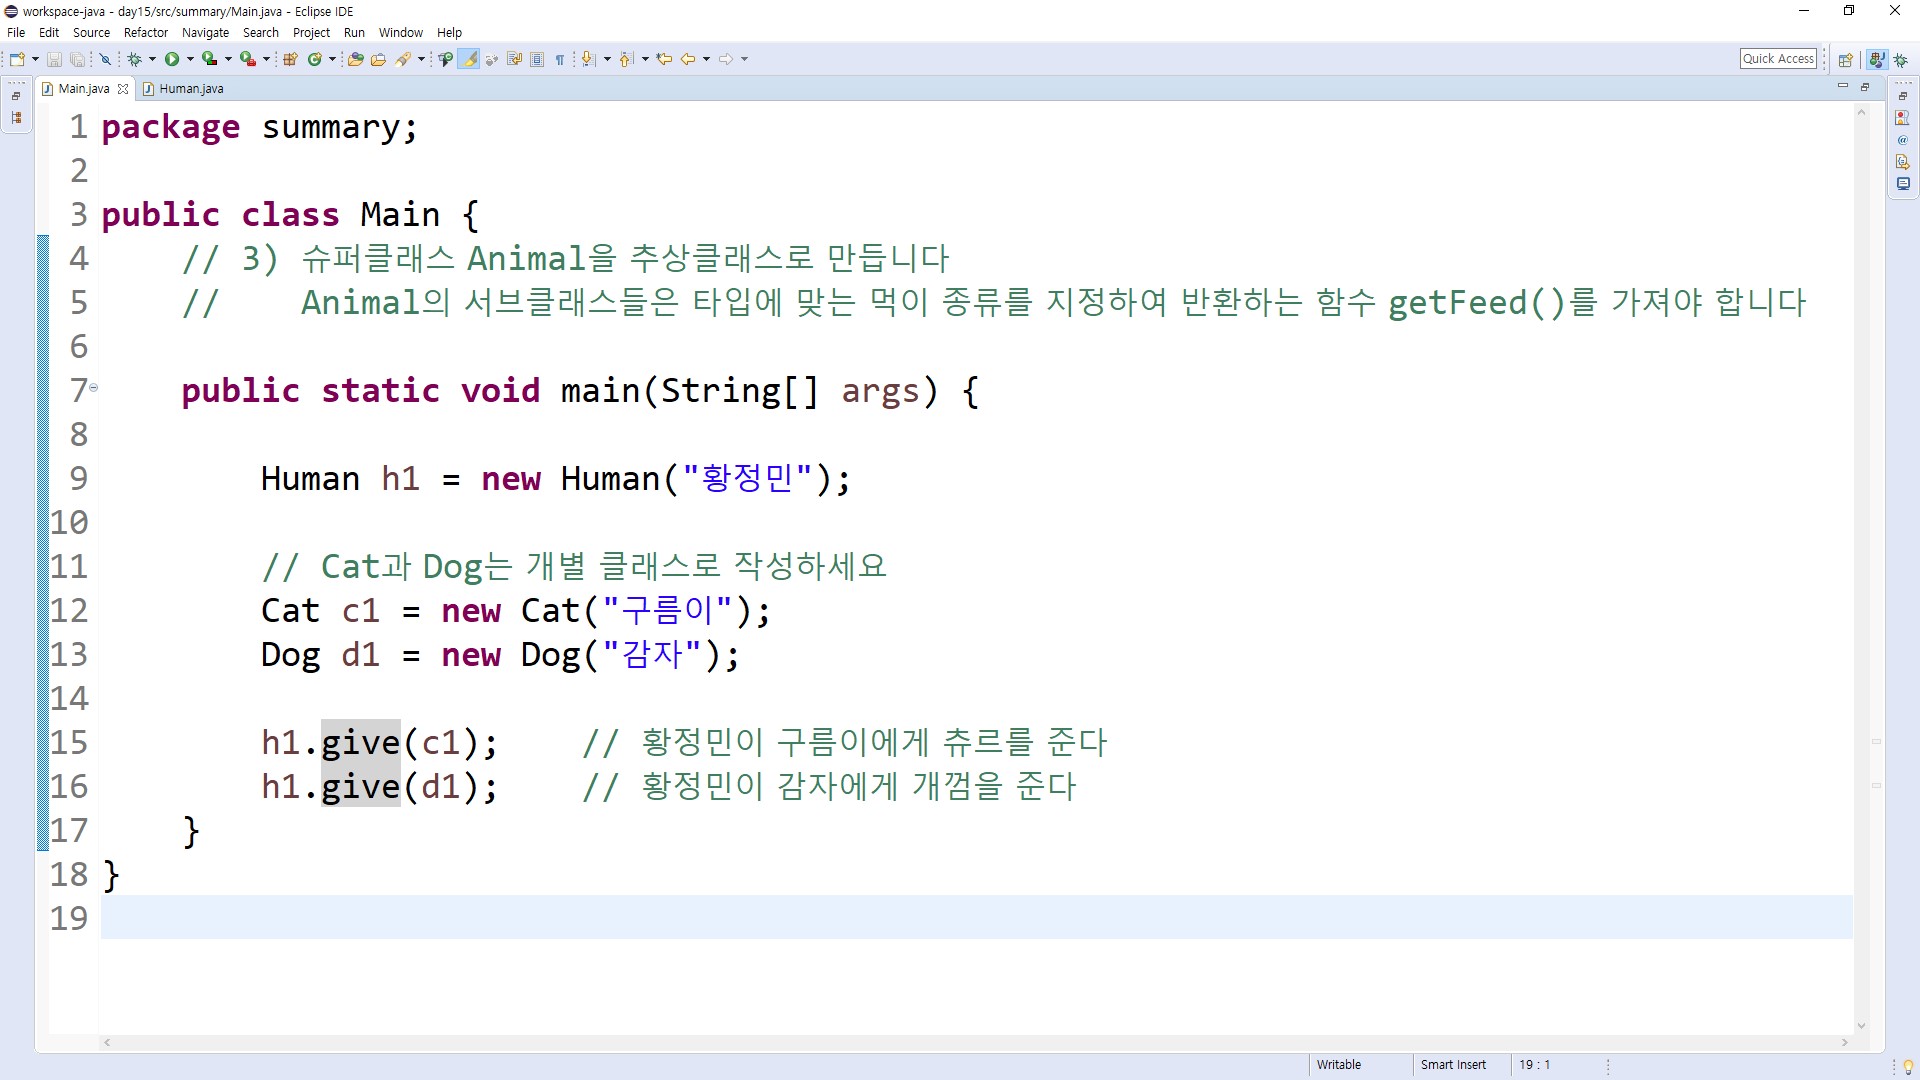 workspace-java - day15/src/summary/Main.java - Eclipse IDE
File Edit Source Refactor Navigate Search Project Run Window Help
Quick Access
Main.java Human.java
1 package summary;
2
3 public class Main {
4 // 3) 슈퍼클래스 Animal을 추상클래스로 만듭니다
5 // Animal의 서브클래스들은 타입에 맞는 먹이 종류를 지정하여 반환하는 함수 getFeed()를 가져야 합니다
6
7 public static void main(String[] args) {
8
9 Human h1 = new Human("황정민");
10
11 // Cat과 Dog는 개별 클래스로 작성하세요
12 Cat c1 = new Cat("구름이");
13 Dog d1 = new Dog("감자");
14
15 h1.give(c1); // 황정민이 구름이에게 츄르를 준다
16 h1.give(d1); // 황정민이 감자에게 개껌을 준다
17 }
18 }
19
Writable Smart Insert 19 : 1